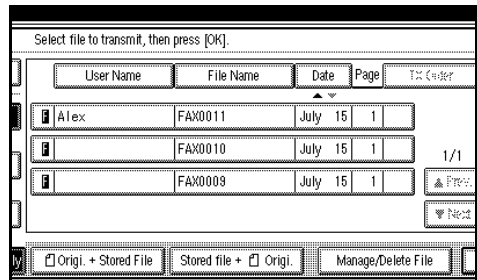 Select file to transmit, then press [OK].
User Name File Name Date Page TX Order
F Alex FAX0011 July 15 1
F FAX0010 July 15 1
1/1
F FAX0009 July 15 1
▲ Prev.
▼ Next
Origi. + Stored File Stored file + Origi. Manage/Delete File